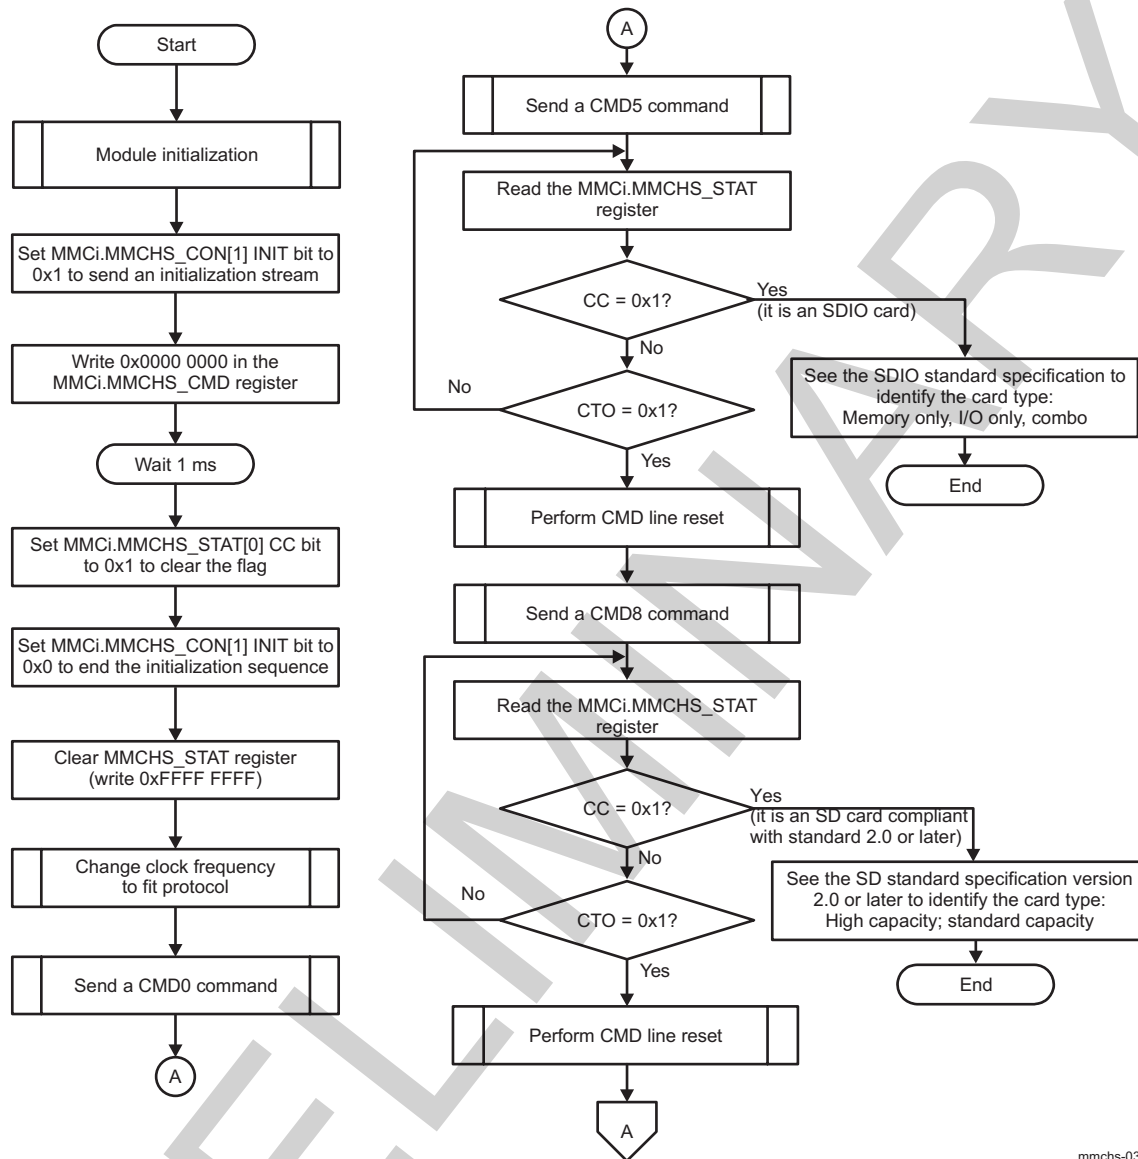 Start
Module initialization
Set MMCi.MMCHS_CON[1] INIT bit to
0x1 to send an initialization stream
Write 0x0000 0000 in the
MMCi.MMCHS_CMD register
Wait 1 ms
Set MMCi.MMCHS_STAT[0] CC bit
to 0x1 to clear the flag
Set MMCi.MMCHS_CON[1] INIT bit to
0x0 to end the initialization sequence
Clear MMCHS_STAT register
(write 0xFFFF FFFF)
Change clock frequency
to fit protocol
Send a CMD0 command
A
A
Send a CMD5 command
Read the MMCi.MMCHS_STAT
register
CC = 0x1?
Yes
(it is an SDIO card)
No
See the SDIO standard specification to
identify the card type:
Memory only, I/O only, combo
End
No
CTO = 0x1?
Yes
Perform CMD line reset
Send a CMD8 command
Read the MMCi.MMCHS_STAT
register
CC = 0x1?
Yes
(it is an SD card compliant
with standard 2.0 or later)
No
See the SD standard specification version
2.0 or later to identify the card type:
High capacity; standard capacity
End
No
CTO = 0x1?
Yes
Perform CMD line reset
A
mmchs-03
ELIMINARY